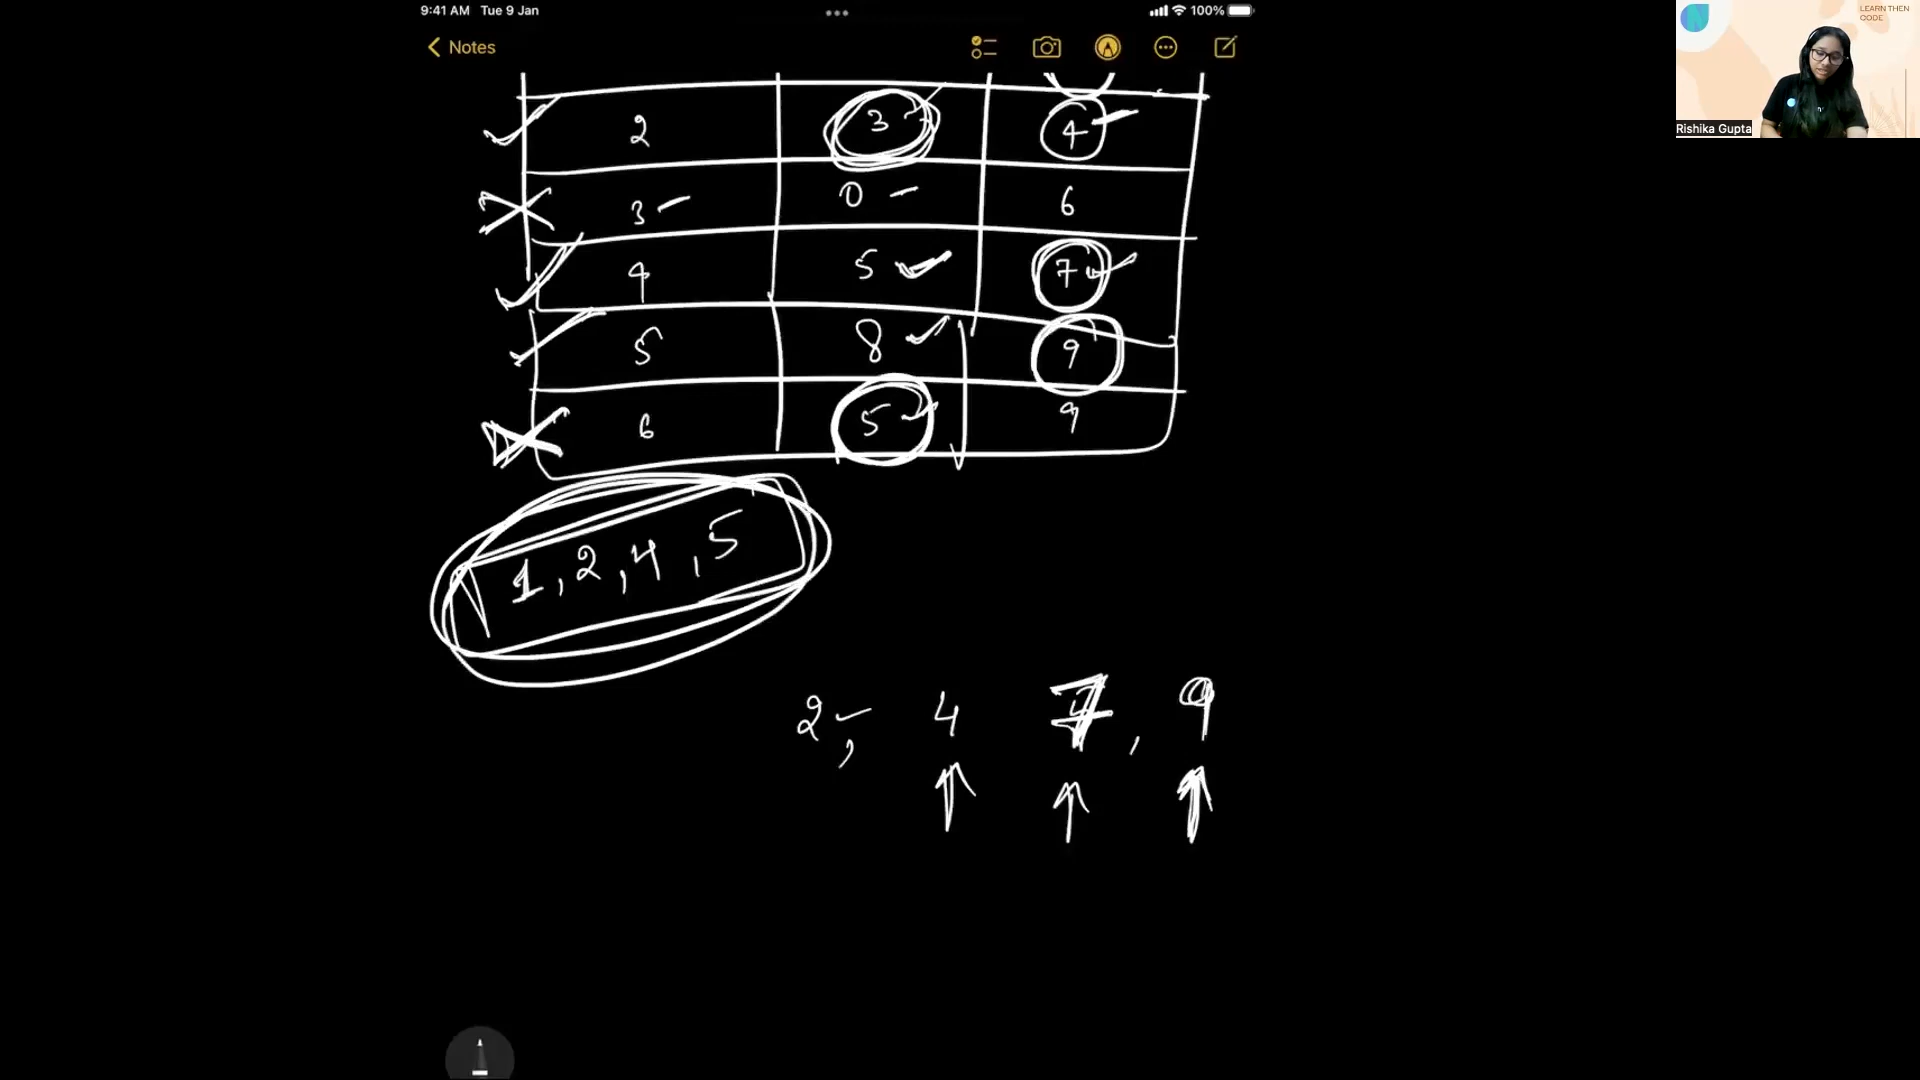 9:41 AM Tue 9 Jan
100%
Notes
LEARN THEN
CODE
Rishika Gupta
2 3 4
3 0 6
4 5 7
5 8 9
6 5 9
1, 2, 4, 5
2, 4 7, 9